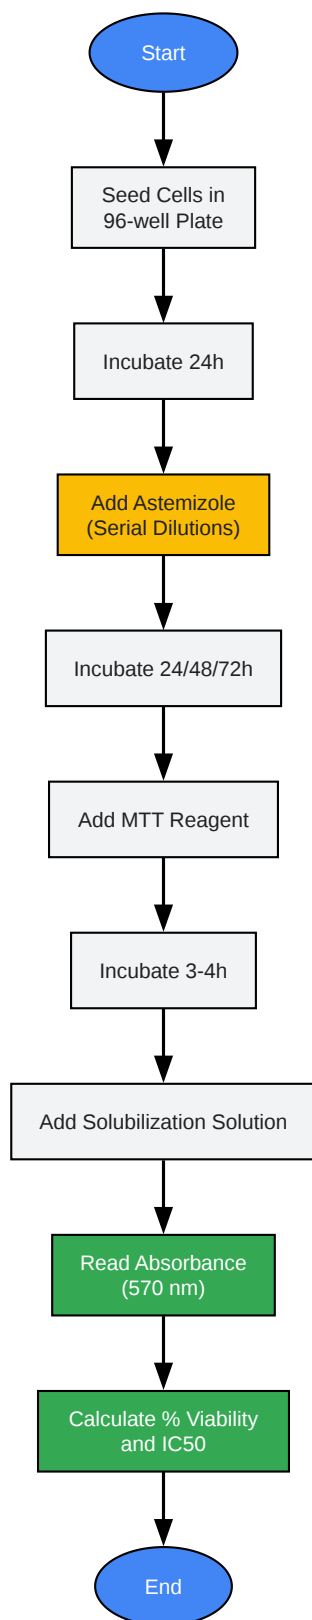 Start
Seed Cells in
96-well Plate
Incubate 24h
Add Astemizole
(Serial Dilutions)
Incubate 24/48/72h
Add MTT Reagent
Incubate 3-4h
Add Solubilization Solution
Read Absorbance
(570 nm)
Calculate % Viability
and IC50
End